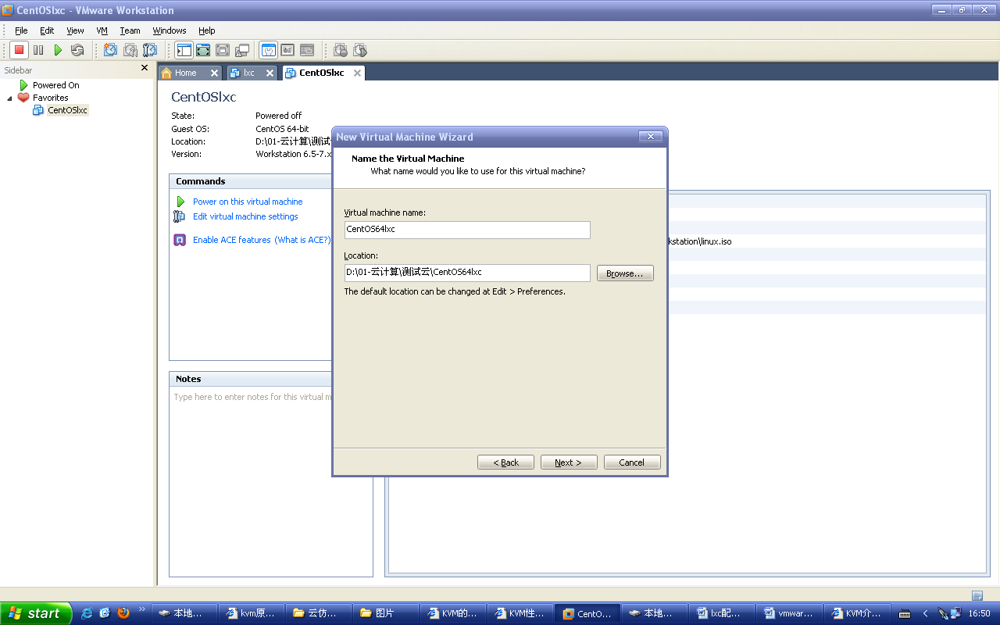 CentOSlxc - VMware Workstation
File Edit View VM Team Windows Help
Sidebar
Powered On
Favorites
CentOSlxc
Home lxc CentOSlxc
CentOSlxc
State: Powered off
Guest OS: CentOS 64-bit
Location: D:\01-云计算\测试
Version: Workstation 6.5-7.x
Commands
Power on this virtual machine
Edit virtual machine settings
Enable ACE features (What is ACE?)
kstation\linux.iso
Notes
Type here to enter notes for this virtual m
New Virtual Machine Wizard
Name the Virtual Machine
What name would you like to use for this virtual machine?
Virtual machine name:
CentOS64lxc
Location:
D:\01-云计算\测试云\CentOS64lxc
Browse...
The default location can be changed at Edit > Preferences.
< Back Next > Cancel
start 本地... kvm原... 云仿... 图片 KVM的... KVM性... CentO... 本地... lxc配... vmwar... KVM介... 16:50